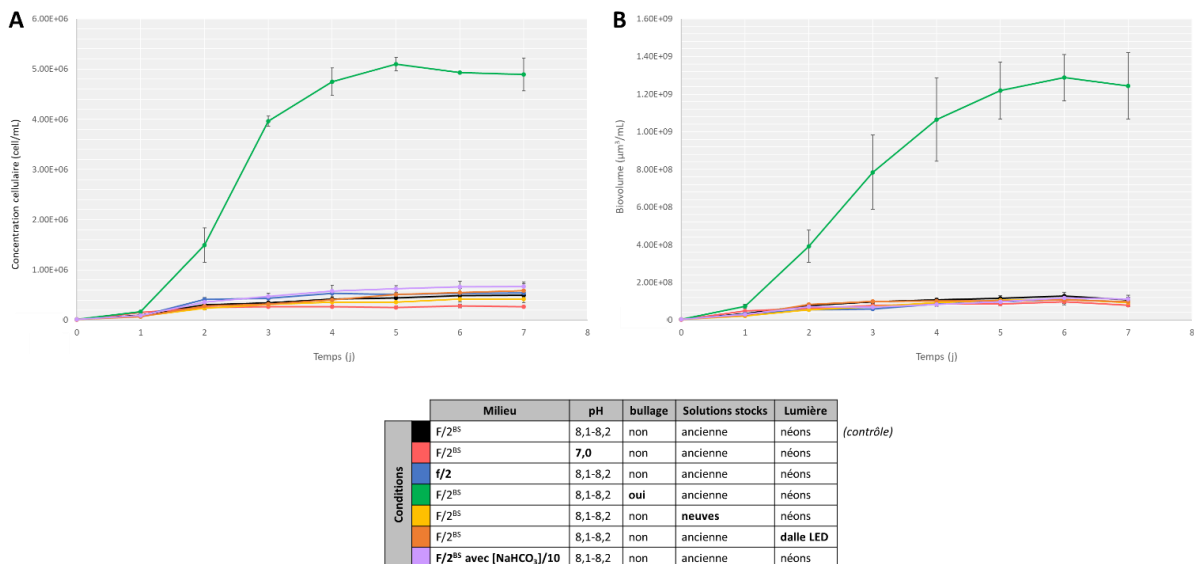 A
6.00E+06
5.00E+06
4.00E+06
3.00E+06
2.00E+06
1.00E+06
0
Concentration cellulaire (cell/mL)
0 1 2 3 4 5 6 7 8
Temps (j)
B
1.60E+09
1.40E+09
1.20E+09
1.00E+09
8.00E+08
6.00E+08
4.00E+08
2.00E+08
0
Biovolume (µm³/mL)
0 1 2 3 4 5 6 7 8
Temps (j)
Conditions
Milieu pH bullage Solutions stocks Lumière
F/2ᴮˢ 8,1-8,2 non ancienne néons (contrôle)
F/2ᴮˢ 7,0 non ancienne néons
f/2 8,1-8,2 non ancienne néons
F/2ᴮˢ 8,1-8,2 oui ancienne néons
F/2ᴮˢ 8,1-8,2 non neuves néons
F/2ᴮˢ 8,1-8,2 non ancienne dalle LED
F/2ᴮˢ avec [NaHCO₃]/10 8,1-8,2 non ancienne néons